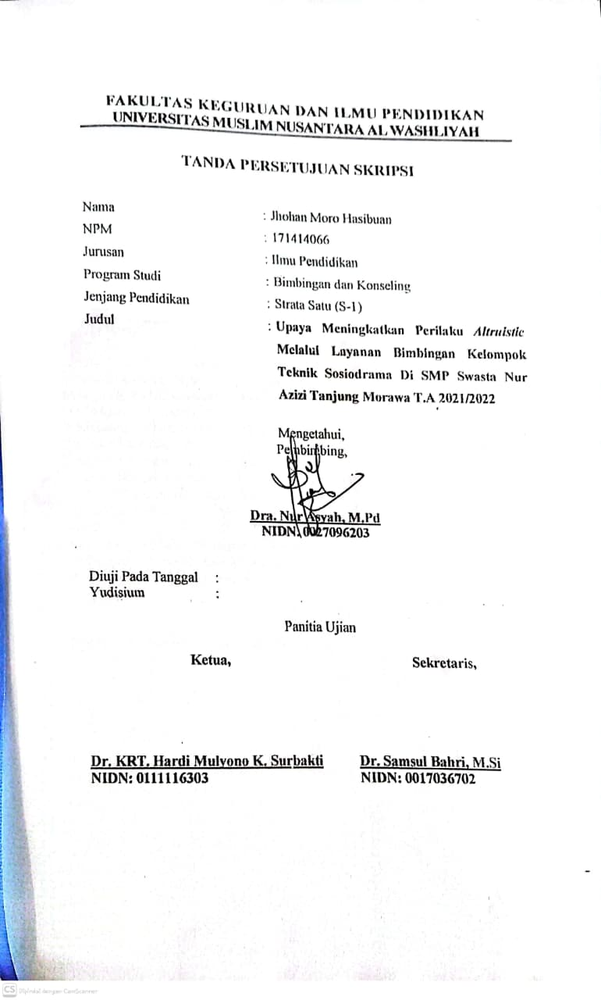 FAKULTAS KEGURUAN DAN ILMU PENDIDIKAN
UNIVERSITAS MUSLIM NUSANTARA AL WASHLIYAH
TANDA PERSETUJUAN SKRIPSI
Nama : Jhohan Moro Hasibuan
NPM : 171414066
Jurusan : Ilmu Pendidikan
Program Studi : Bimbingan dan Konseling
Jenjang Pendidikan : Strata Satu (S-1)
Judul : Upaya Meningkatkan Perilaku Altruistic
Melalui Layanan Bimbingan Kelompok
Teknik Sosiodrama Di SMP Swasta Nur
Azizi Tanjung Morawa T.A 2021/2022
Mengetahui,
Pembimbing,
Dra. Nur Asyah, M.Pd
NIDN 0027096203
Diuji Pada Tanggal :
Yudisium :
Panitia Ujian
Ketua, Sekretaris,
Dr. KRT. Hardi Mulyono K. Surbakti Dr. Samsul Bahri, M.Si
NIDN: 0111116303 NIDN: 0017036702
CS Dipindai dengan CamScanner